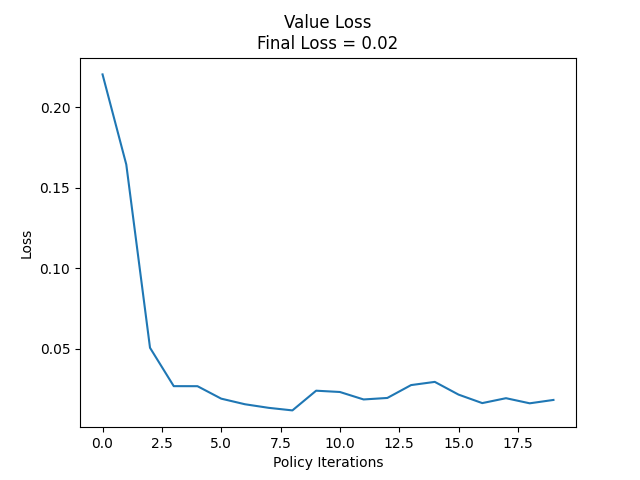 Value Loss
Final Loss = 0.02
0.20
0.15
0.10
0.05
Loss
0.0 2.5 5.0 7.5 10.0 12.5 15.0 17.5
Policy Iterations